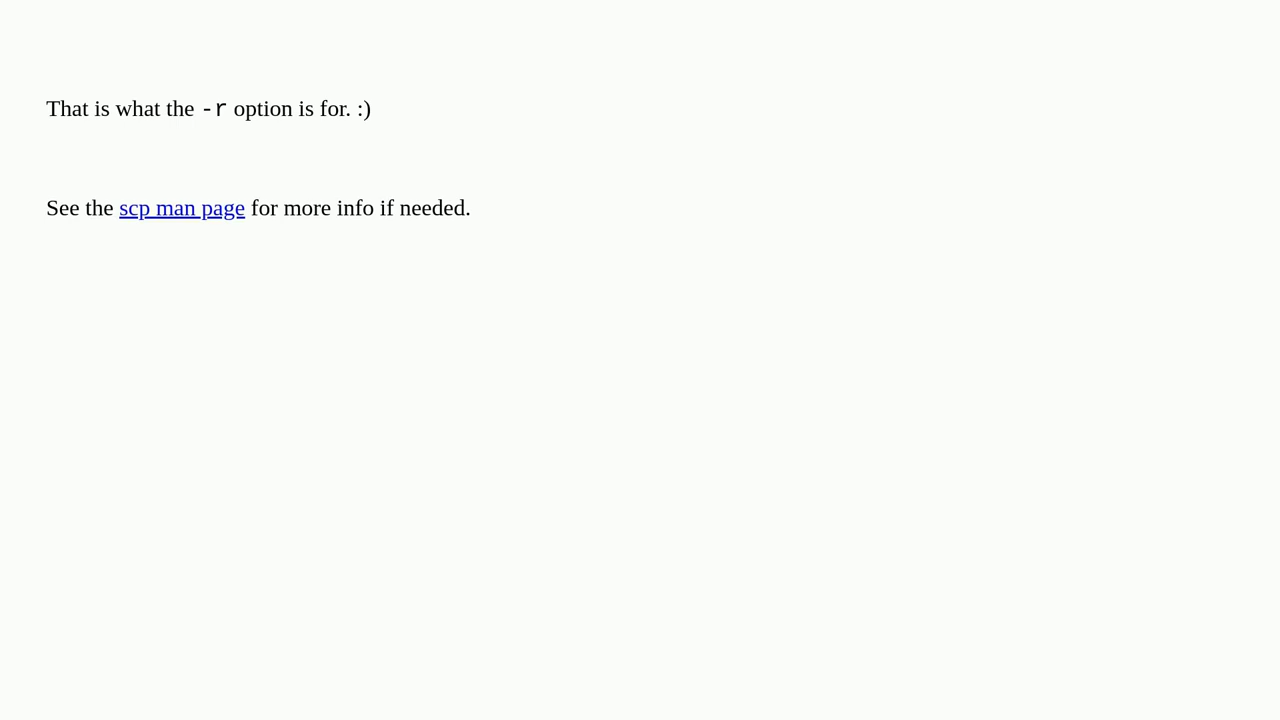 That is what the -r option is for. :)
See the scp man page for more info if needed.